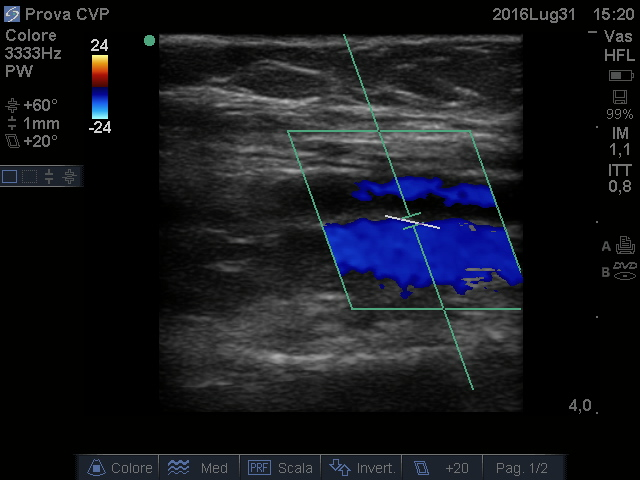 Prova CVP
2016Lug31 15:20
Colore
3333Hz
PW
+60°
1mm
+20°
24
-24
Vas
HFL
99%
IM
1,1
ITT
0,8
A
B DVD
4,0
Colore
Med
PRF Scala
Invert.
+20
Pag. 1/2